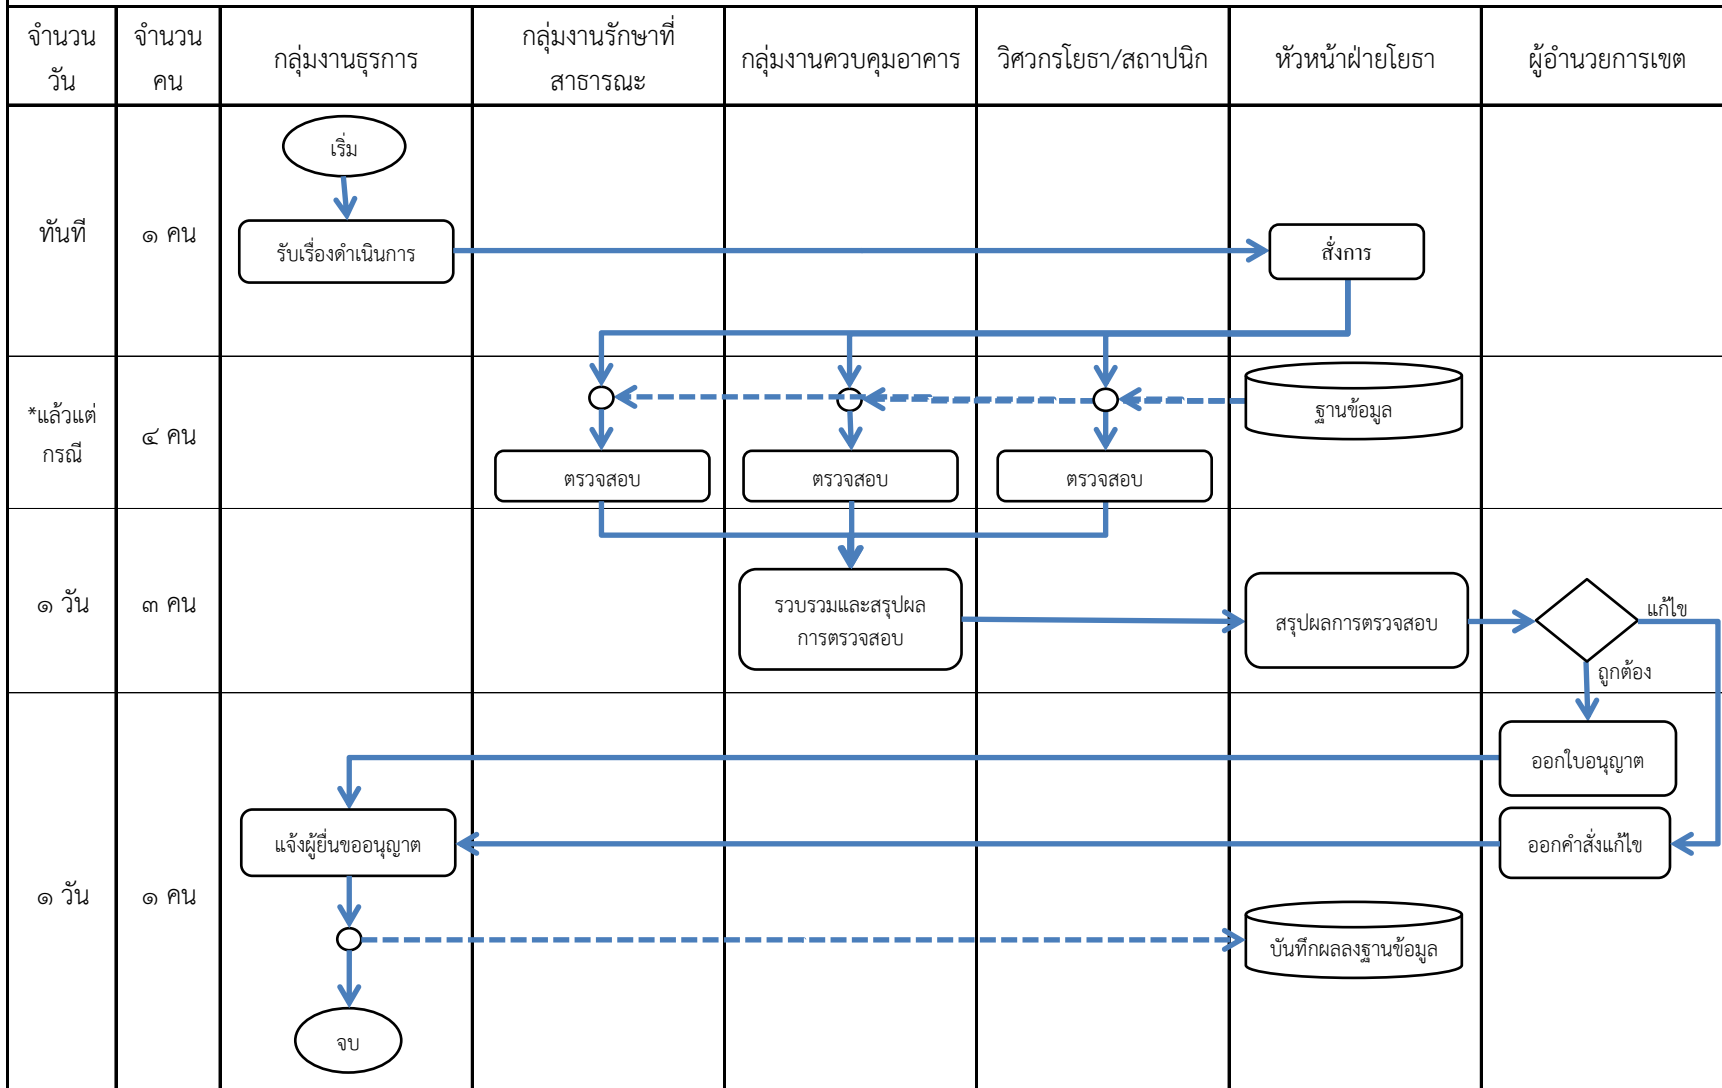 จำนวน
วัน
จำนวน
คน
กลุ่มงานธุรการ
กลุ่มงานรักษาที่
สาธารณะ
กลุ่มงานควบคุมอาคาร
วิศวกรโยธา/สถาปนิก
หัวหน้าฝ่ายโยธา
ผู้อำนวยการเขต
เริ่ม
ทันที
๑ คน
รับเรื่องดำเนินการ
สั่งการ
*แล้วแต่
กรณี
๔ คน
ฐานข้อมูล
ตรวจสอบ
ตรวจสอบ
ตรวจสอบ
๑ วัน
๓ คน
รวบรวมและสรุปผล
การตรวจสอบ
สรุปผลการตรวจสอบ
แก้ไข
ถูกต้อง
ออกใบอนุญาต
แจ้งผู้ยื่นขออนุญาต
ออกคำสั่งแก้ไข
๑ วัน
๑ คน
บันทึกผลลงฐานข้อมูล
จบ